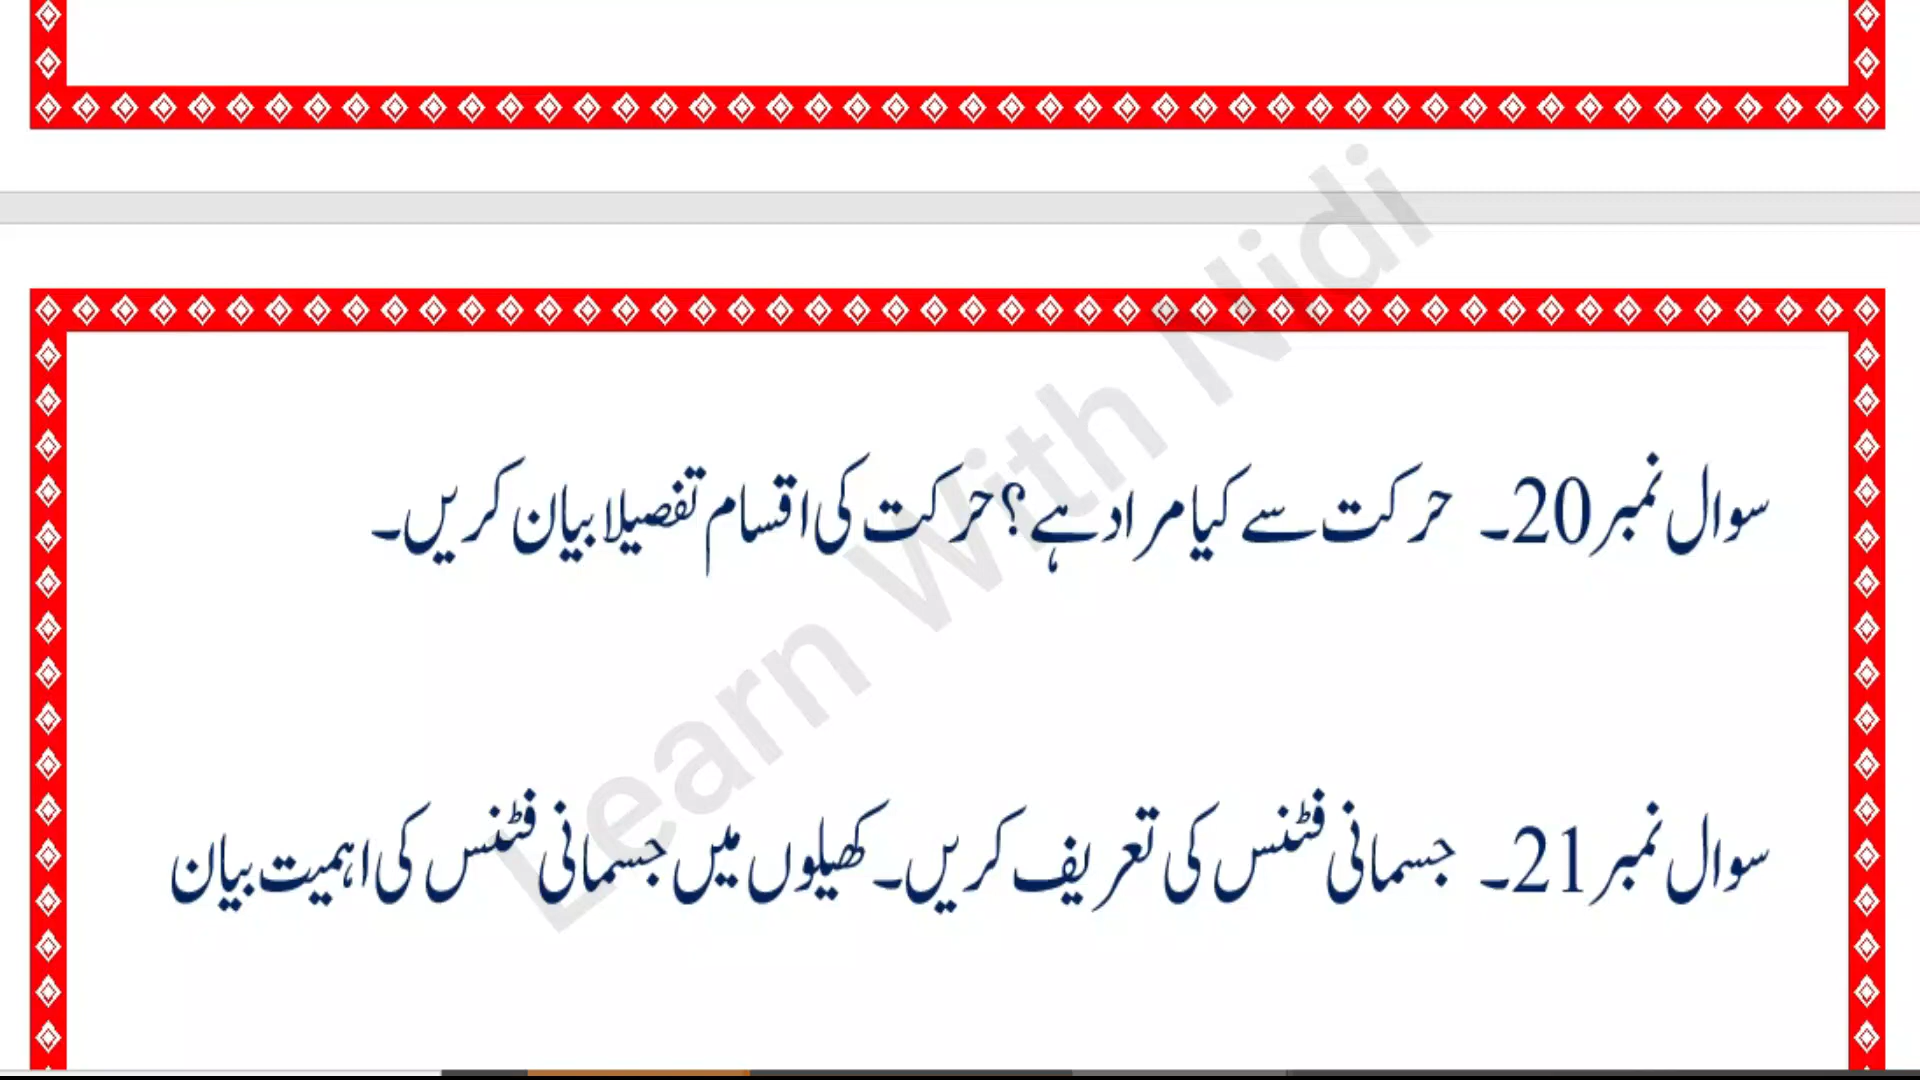 سوال نمبر 20۔ حرکت سے کیا مراد ہے؟ حرکت کی اقسام تفصیلا بیان کریں۔
سوال نمبر 21۔ جسمانی فٹنس کی تعریف کریں۔ کھیلوں میں جسمانی فٹنس کی اہمیت بیان
Learn With Nidi